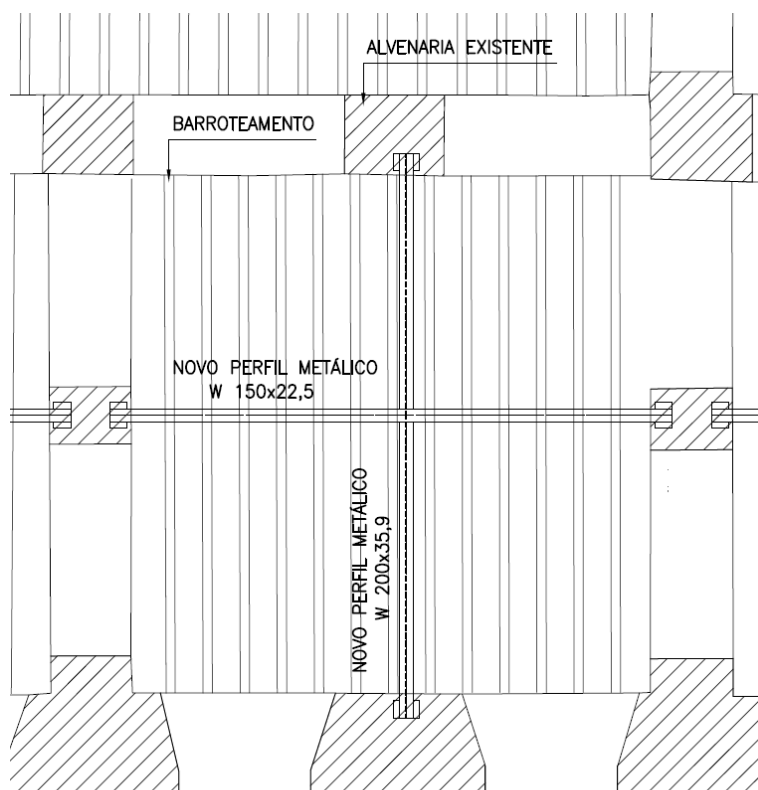 ALVENARIA EXISTENTE
BARROTEAMENTO
NOVO PERFIL METÁLICO
W 150x22,5
NOVO PERFIL METÁLICO
W 200x35,9